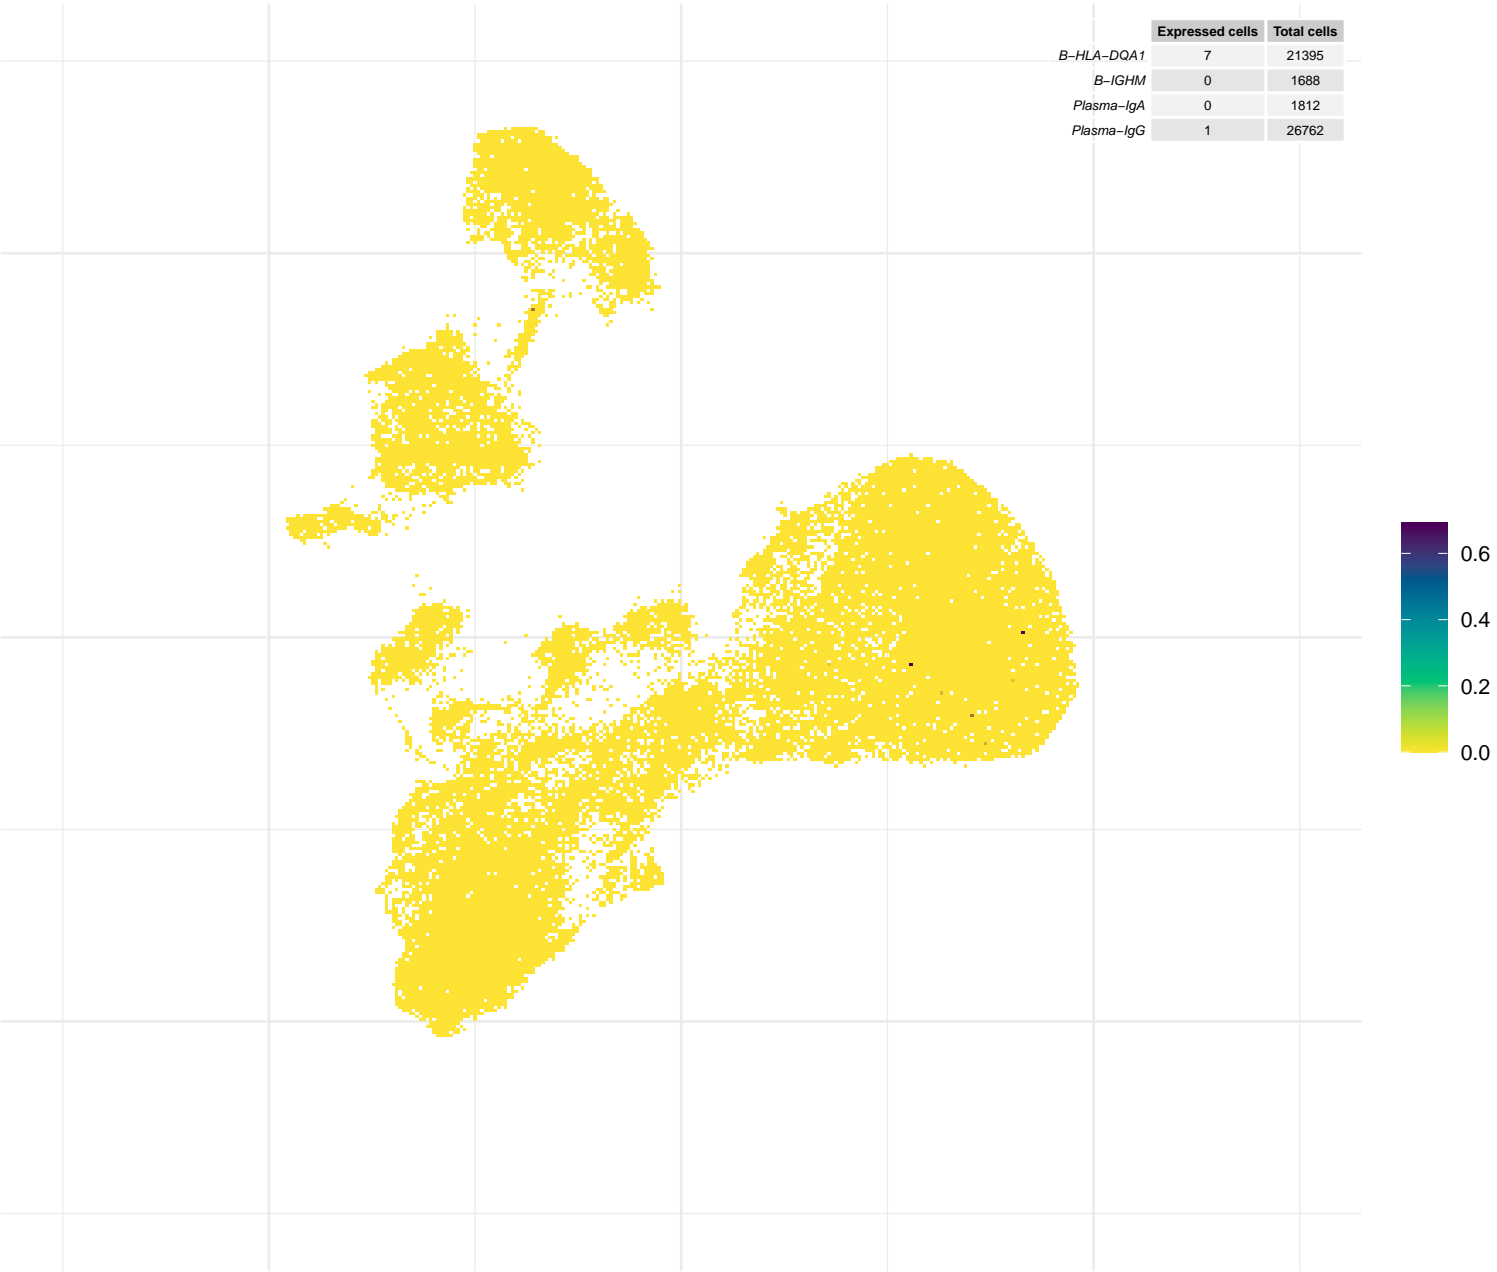 Expressed cells Total cells
B−HLA−DQA1 7 21395
B−IGHM 0 1688
Plasma−IgA 0 1812
Plasma−IgG 1 26762
0.6
0.4
0.2
0.0